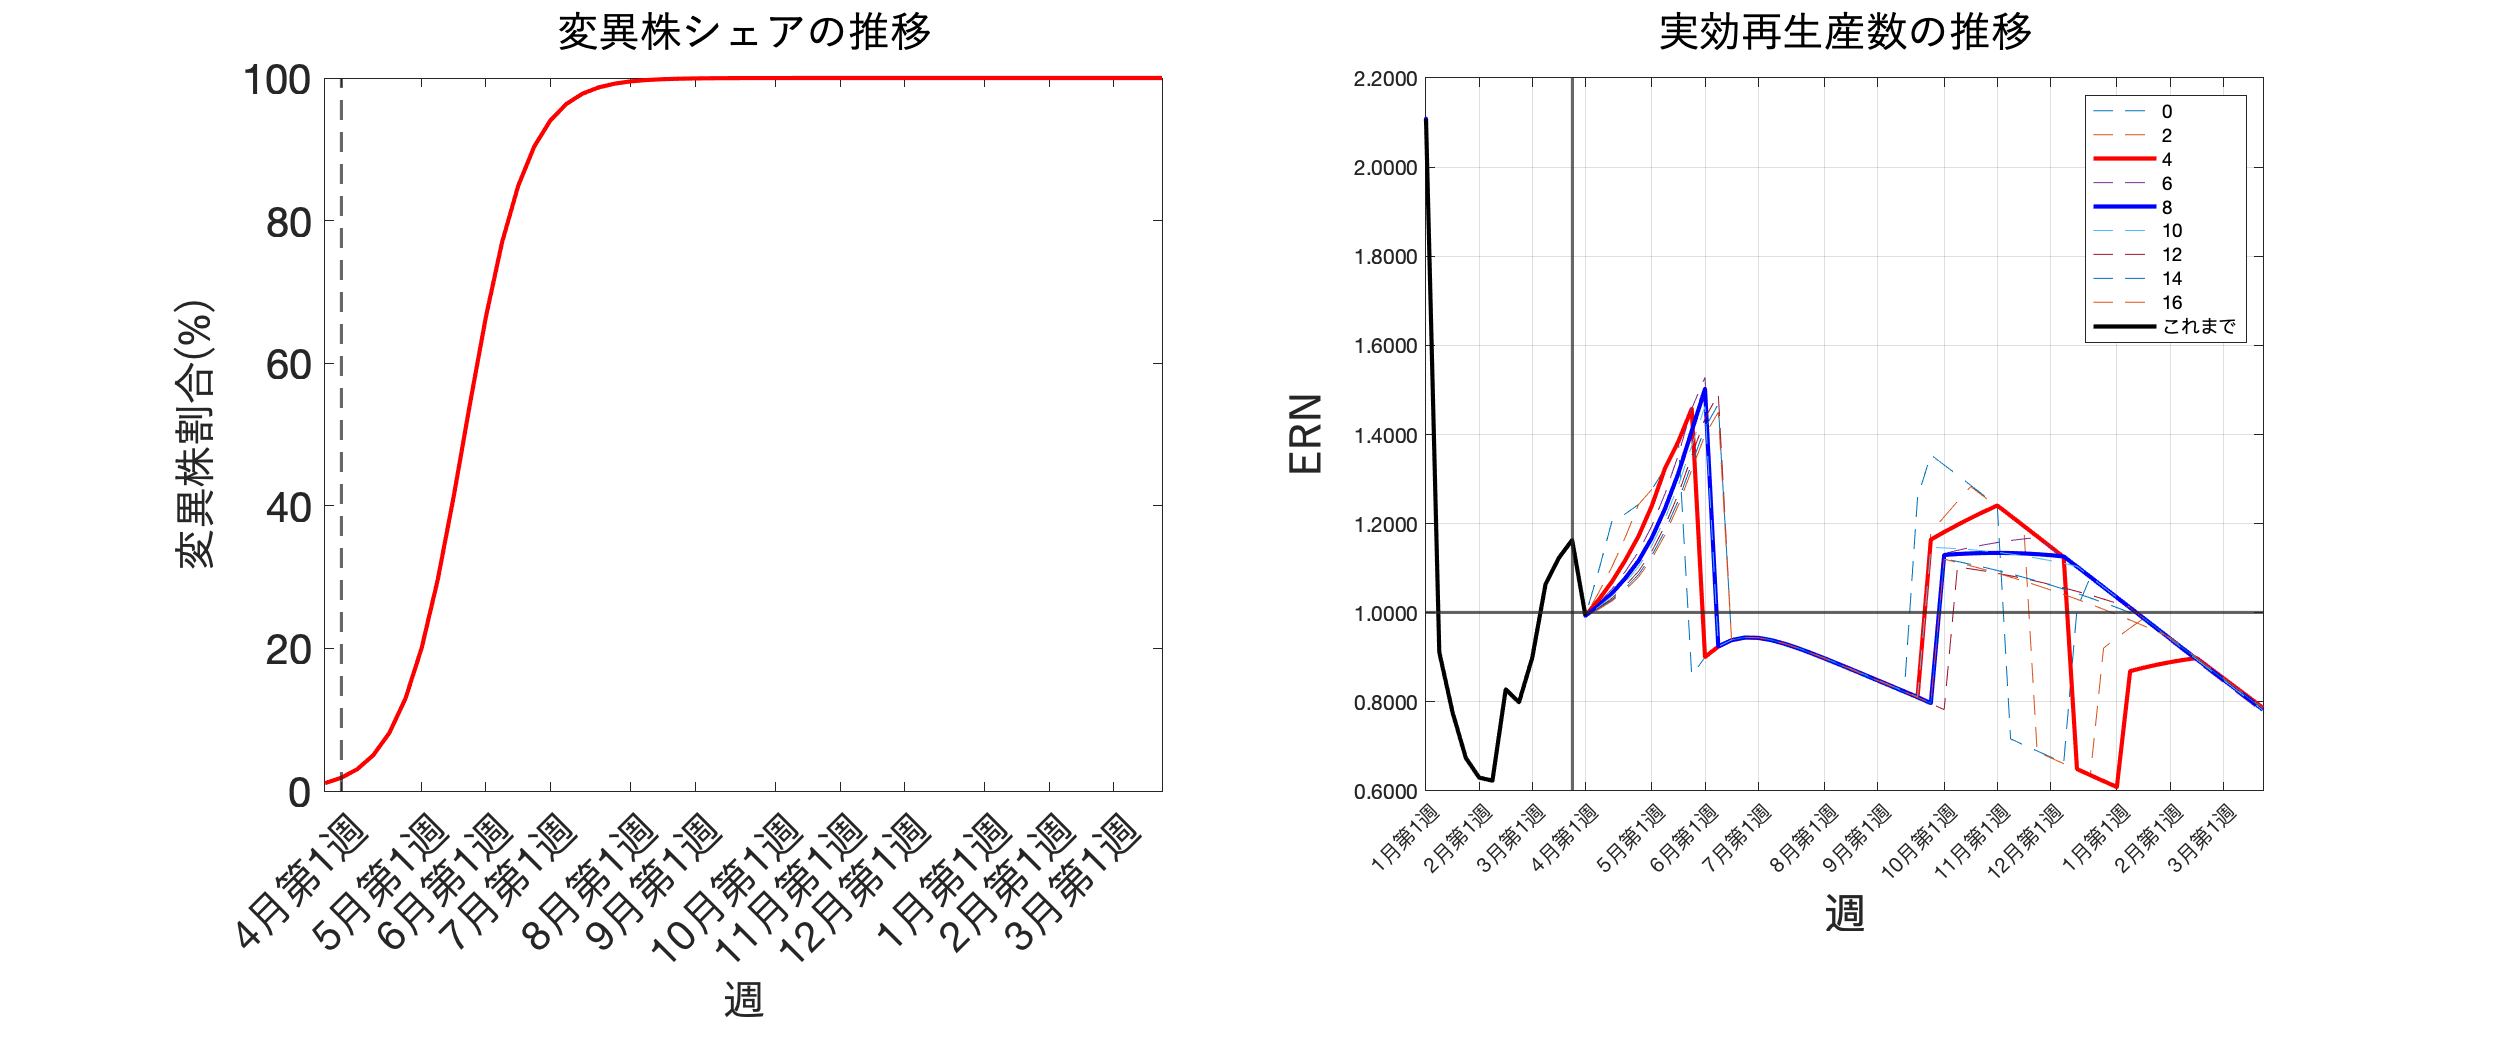 変異株シェアの推移
100
80
60
40
20
0
変異株割合(%)
4月第1週
5月第1週
6月第1週
7月第1週
8月第1週
9月第1週
10月第1週
11月第1週
12月第1週
1月第1週
2月第1週
3月第1週
週
実効再生産数の推移
2.2000
2.0000
1.8000
1.6000
1.4000
1.2000
1.0000
0.8000
0.6000
ERN
0
2
4
6
8
10
12
14
16
これまで
1月第1週
2月第1週
3月第1週
4月第1週
5月第1週
6月第1週
7月第1週
8月第1週
9月第1週
10月第1週
11月第1週
12月第1週
1月第1週
2月第1週
3月第1週
週